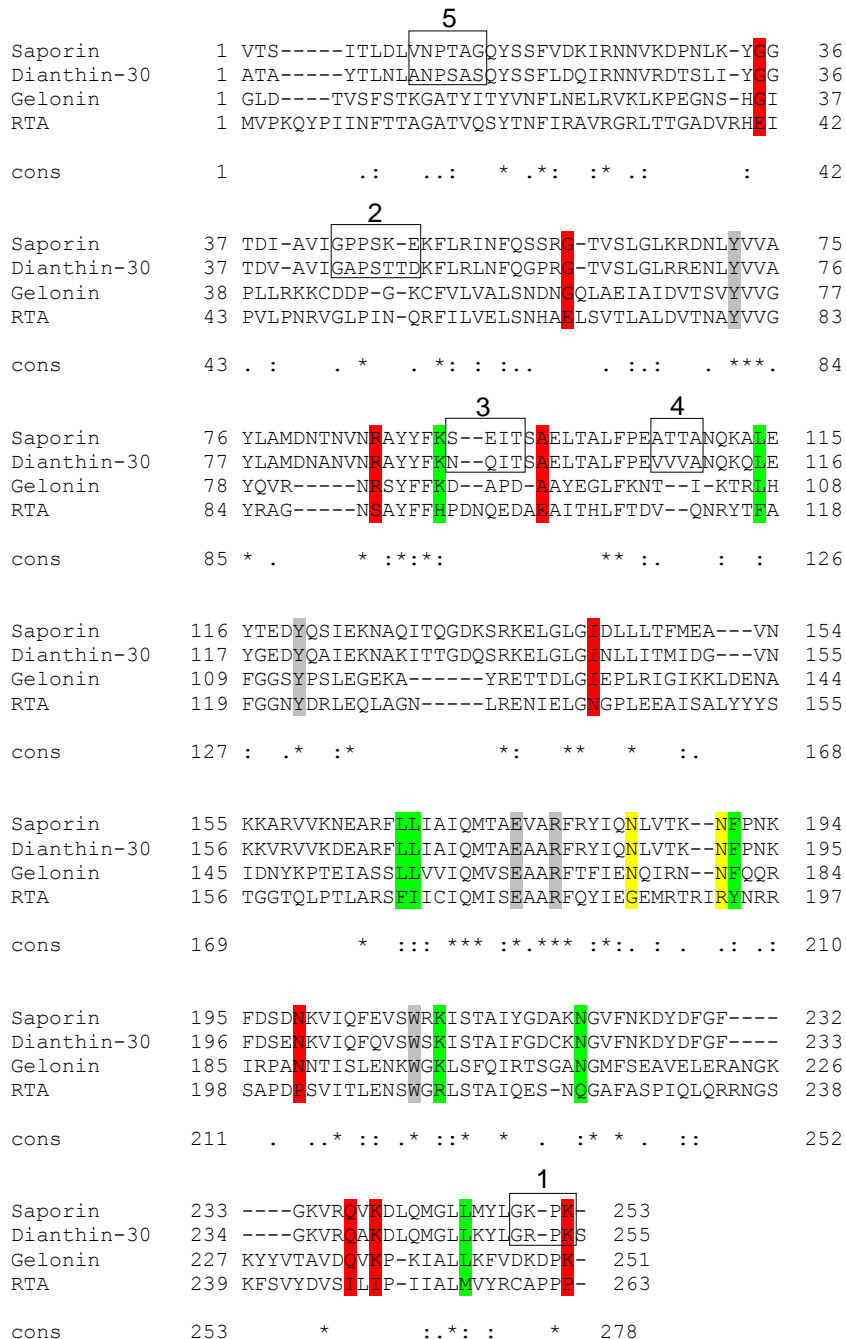 5
Saporin 1 VTS-----ITLDLVNPTAGQYSSFVDKIRNNVKDPNLK-YGG 36
Dianthin-30 1 ATA-----YTLNLANPSASQYSSFLDQIRNNVRDTSLI-YGG 36
Gelonin 1 GLD----TVSFSTKGATYITYVNFLNELRVKLKPEGNS-HGI 37
RTA 1 MVPKQYPIINFTTAGATVQSYTNFIRAVRGRLTTGADVRHEI 42
cons 1 .: ..: * .*: :* .: : 42
2
Saporin 37 TDI-AVIGPPSK-EKFLRINFQSSRG-TVSLGLKRDNLYVVA 75
Dianthin-30 37 TDV-AVIGAPSTTDKFLRLNFQGPRG-TVSLGLRRENLYVVA 76
Gelonin 38 PLLRKKCDDP-G-KCFVLVALSNDNGQLAEIAIDVTSVYVVG 77
RTA 43 PVLPNRVGLPIN-QRFILVELSNHAELSVTLALDVTNAYVVG 83
cons 43 . : . * . *: : :.. .: :. . ***. 84
3 4
Saporin 76 YLAMDNTNVNRAYYFKS--EITSAELTALFPEATTANQKALE 115
Dianthin-30 77 YLAMDNANVNRAYYFKN--QITSAELTALFPEVVVANQKQLE 116
Gelonin 78 YQVR----NRSYFFKD--APD-AAYEGLFKNT--I-KTRLH 108
RTA 84 YRAG----NSAYFFHPDNQEDAEAITHLFTDV--QNRYTFA 118
cons 85 * . * :*:*: ** :. : : 126
Saporin 116 YTEDYQSIEKNAQITQGDKSRKELGLGIDLLLTFMEA---VN 154
Dianthin-30 117 YGEDYQAIEKNAKITTGDQSRKELGLGINLLITMIDG---VN 155
Gelonin 109 FGGSYPSLEGEKA------YRETTDLGIEPLRIGIKKLDENA 144
RTA 119 FGGNYDRLEQLAGN-----LRENIELGNGPLEEAISALYYYS 155
cons 127 : .* :* *: ** * :. 168
Saporin 155 KKARVVKNEARFLLIAIQMTAEVARFRYIQNLVTK--NFPNK 194
Dianthin-30 156 KKVRVVKDEARFLLIAIQMTAEAARFRYIQNLVTK--NFPNK 195
Gelonin 145 IDNYKPTEIASSLLVVIQMVSEAARFTFIENQIRN--NFQQR 184
RTA 156 TGGTQLPTLARSFIICIQMISEAARFQYIEGEMRTRIRYNRR 197
cons 169 * ::: *** :*.*** :*:. : . .: .: 210
Saporin 195 FDSDNKVIQFEVSWRKISTAIYGDAKNGVFNKDYDFGF---- 232
Dianthin-30 196 FDSENKVIQFQVSWSKISTAIFGDCKNGVFNKDYDFGF---- 233
Gelonin 185 IRPANNTISLENKWGKLSFQIRTSGANGMFSEAVELERANGK 226
RTA 198 SAPDPSVITLENSWGRLSTAIQES-NQGAFASPIQLQRRNGS 238
cons 211 . ..* :: .* ::* * . :* * . :: 252
1
Saporin 233 ----GKVRQVKDLQMGLLMYLGK-PK- 253
Dianthin-30 234 ----GKVRQAKDLQMGLLKYLGR-PKS 255
Gelonin 227 KYYVTAVDQVKP-KIALLKFVDKDPK- 251
RTA 239 KFSVYDVSILIP-IIALMVYRCAPPP- 263
cons 253 * :.*: : * 278